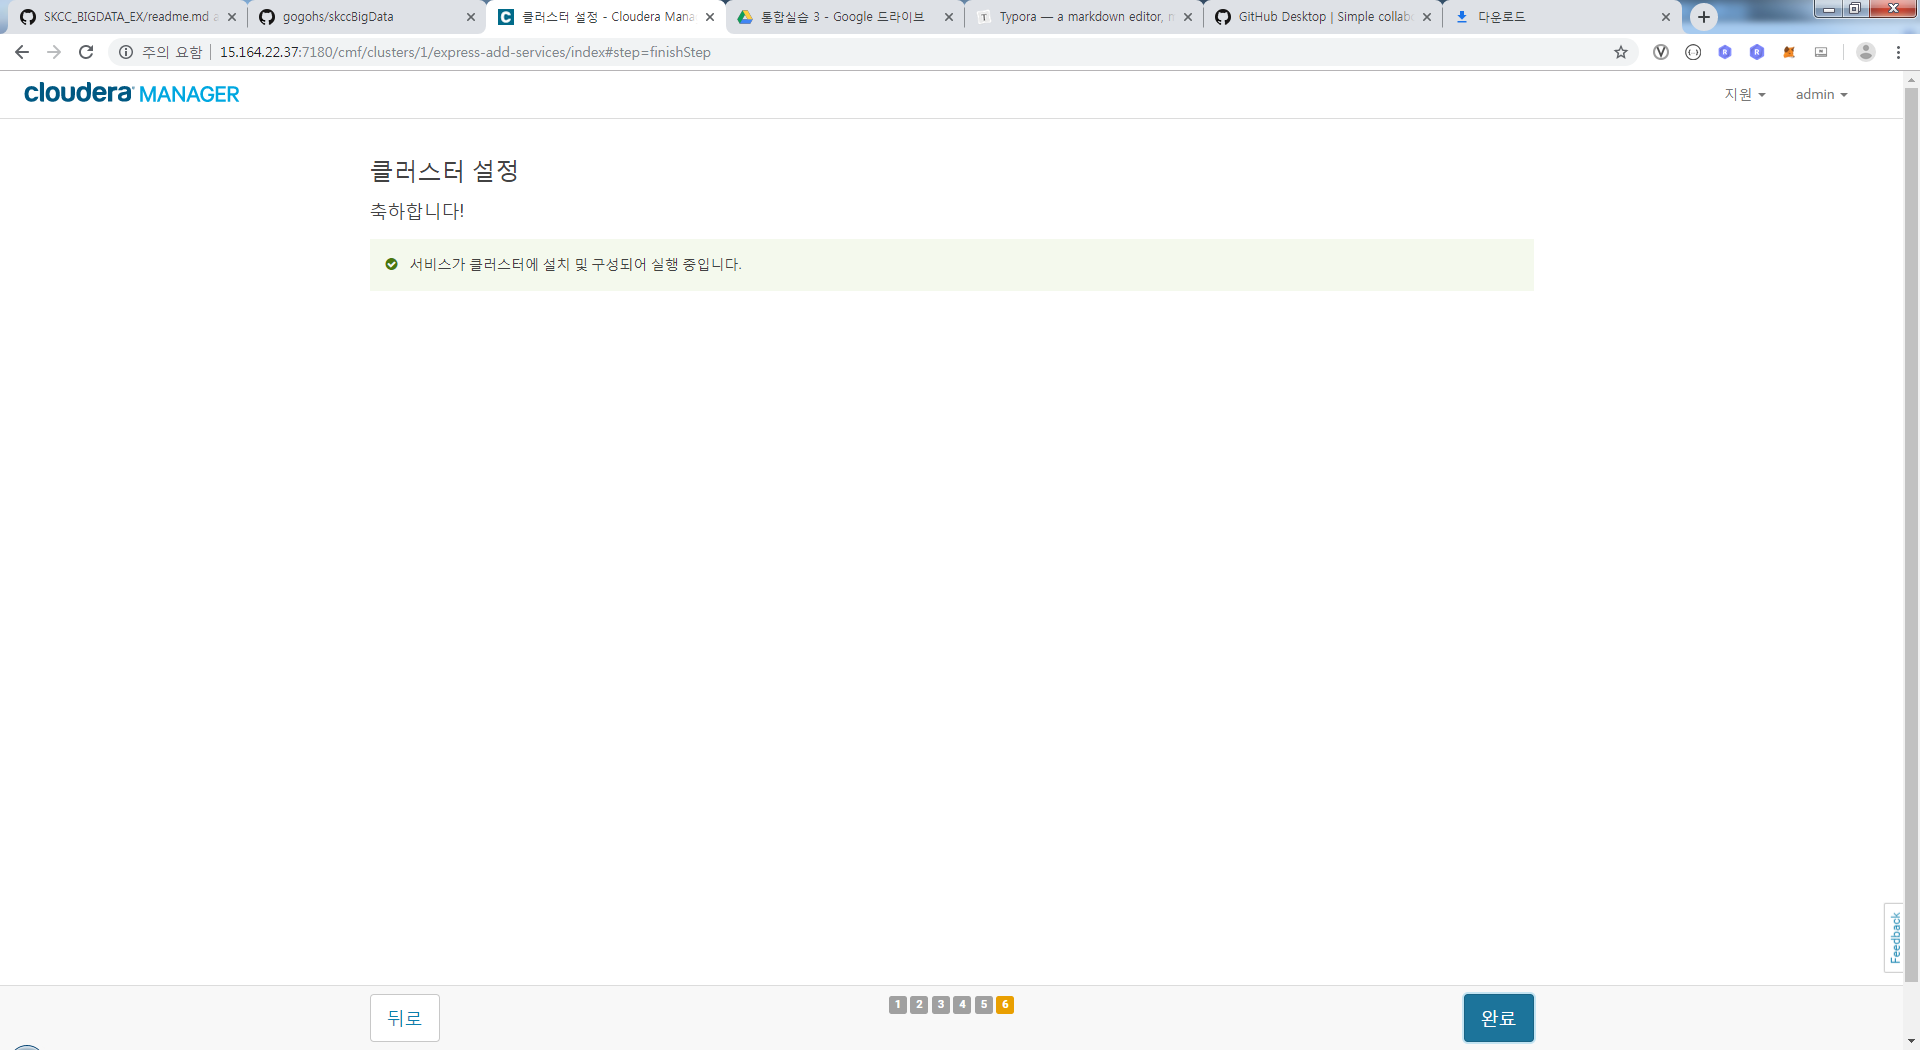 SKCC_BIGDATA_EX/readme.md a
gogohs/skccBigData
클러스터 설정 - Cloudera Mana
통합실습 3 - Google 드라이브
Typora — a markdown editor, m
GitHub Desktop | Simple collabo
다운로드
주의 요함 | 15.164.22.37:7180/cmf/clusters/1/express-add-services/index#step=finishStep
cloudera MANAGER
지원
admin
클러스터 설정
축하합니다!
서비스가 클러스터에 설치 및 구성되어 실행 중입니다.
Feedback
뒤로
1 2 3 4 5 6
완료